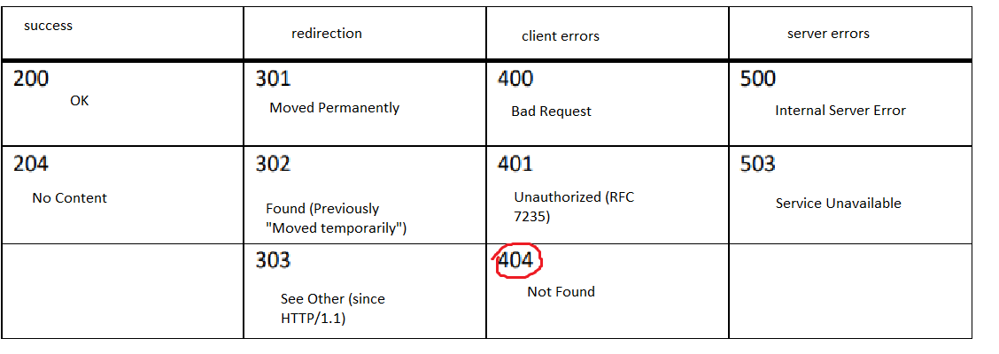 success
redirection
client errors
server errors
200
OK
301
Moved Permanently
400
Bad Request
500
Internal Server Error
204
No Content
302
Found (Previously
"Moved temporarily")
401
Unauthorized (RFC
7235)
503
Service Unavailable
303
See Other (since
HTTP/1.1)
404
Not Found